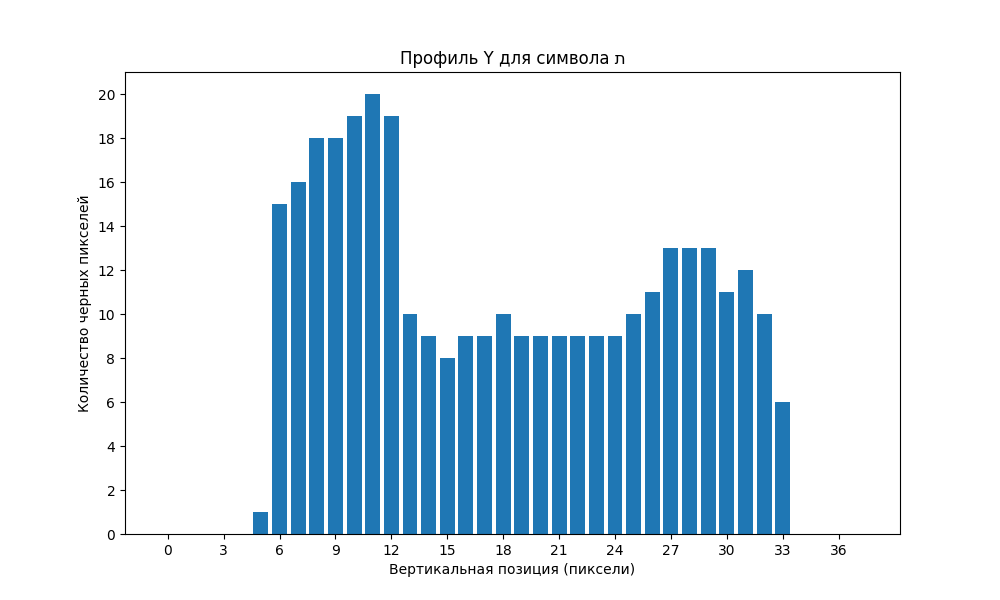 Профиль Y для символа ת
Количество черных пикселей
20
18
16
14
12
10
8
6
4
2
0
0 3 6 9 12 15 18 21 24 27 30 33 36
Вертикальная позиция (пиксели)